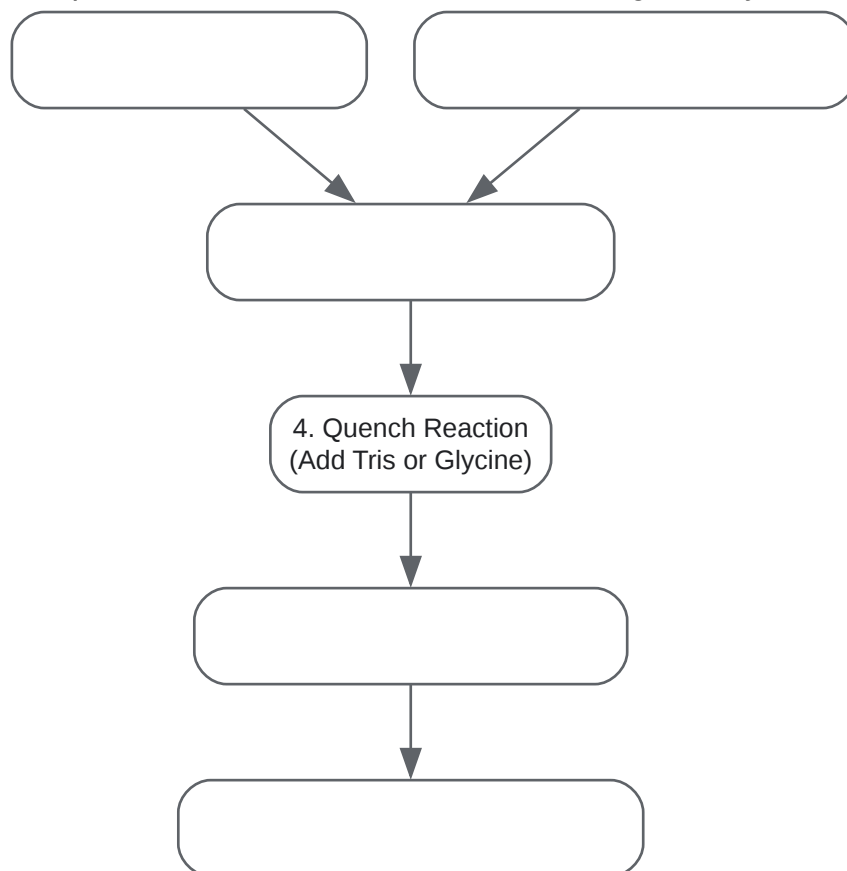 4. Quench Reaction
(Add Tris or Glycine)